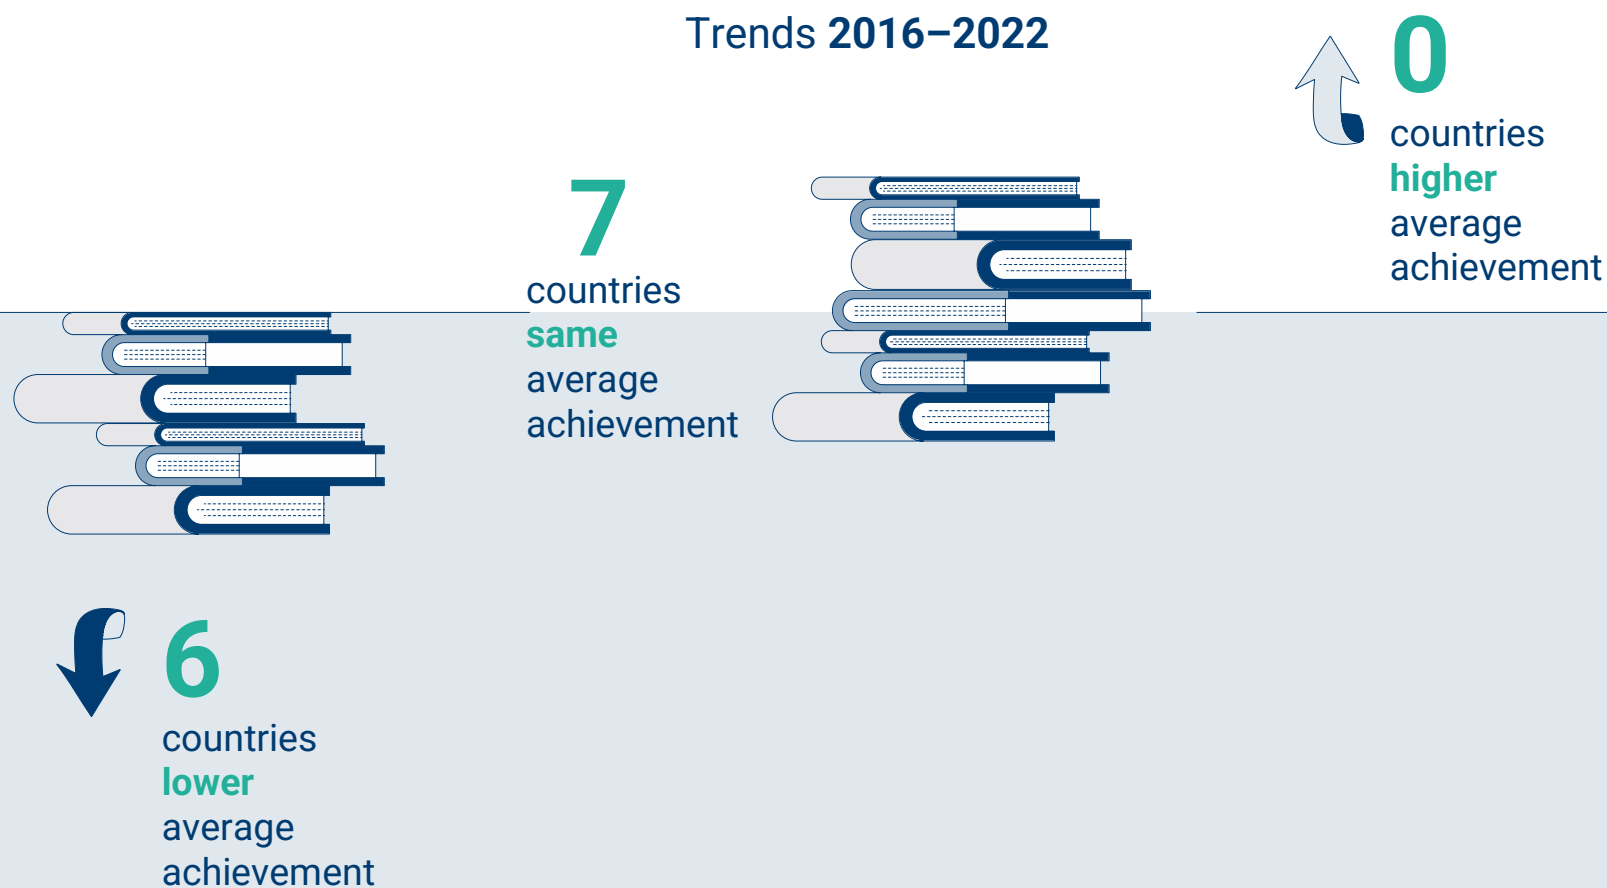 Trends 2016–2022
6
countries
lower
average
achievement
7
countries
same
average
achievement
0
countries
higher
average
achievement